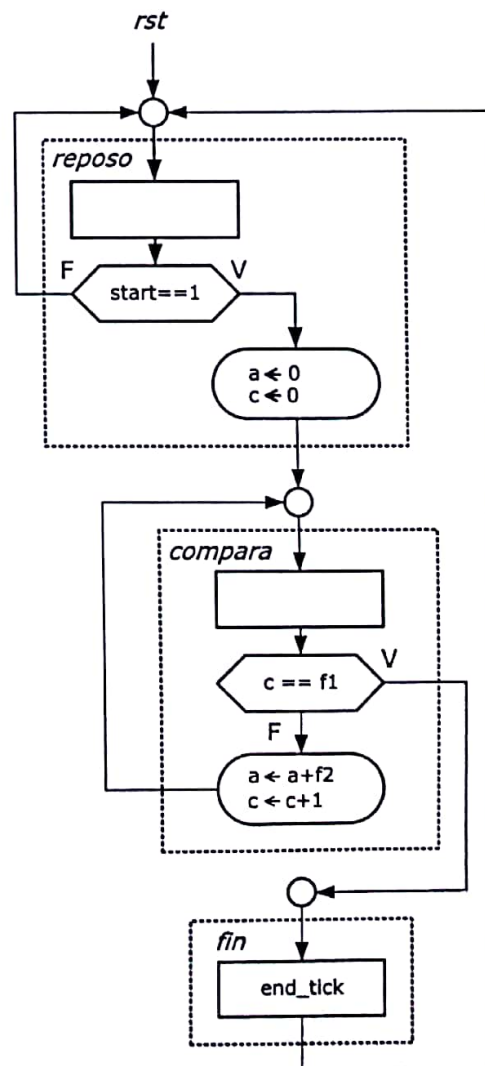 rst
reposo
F
V
start==1
a ← 0
c ← 0
compara
V
c == f1
F
a ← a+f2
c ← c+1
fin
end_tick